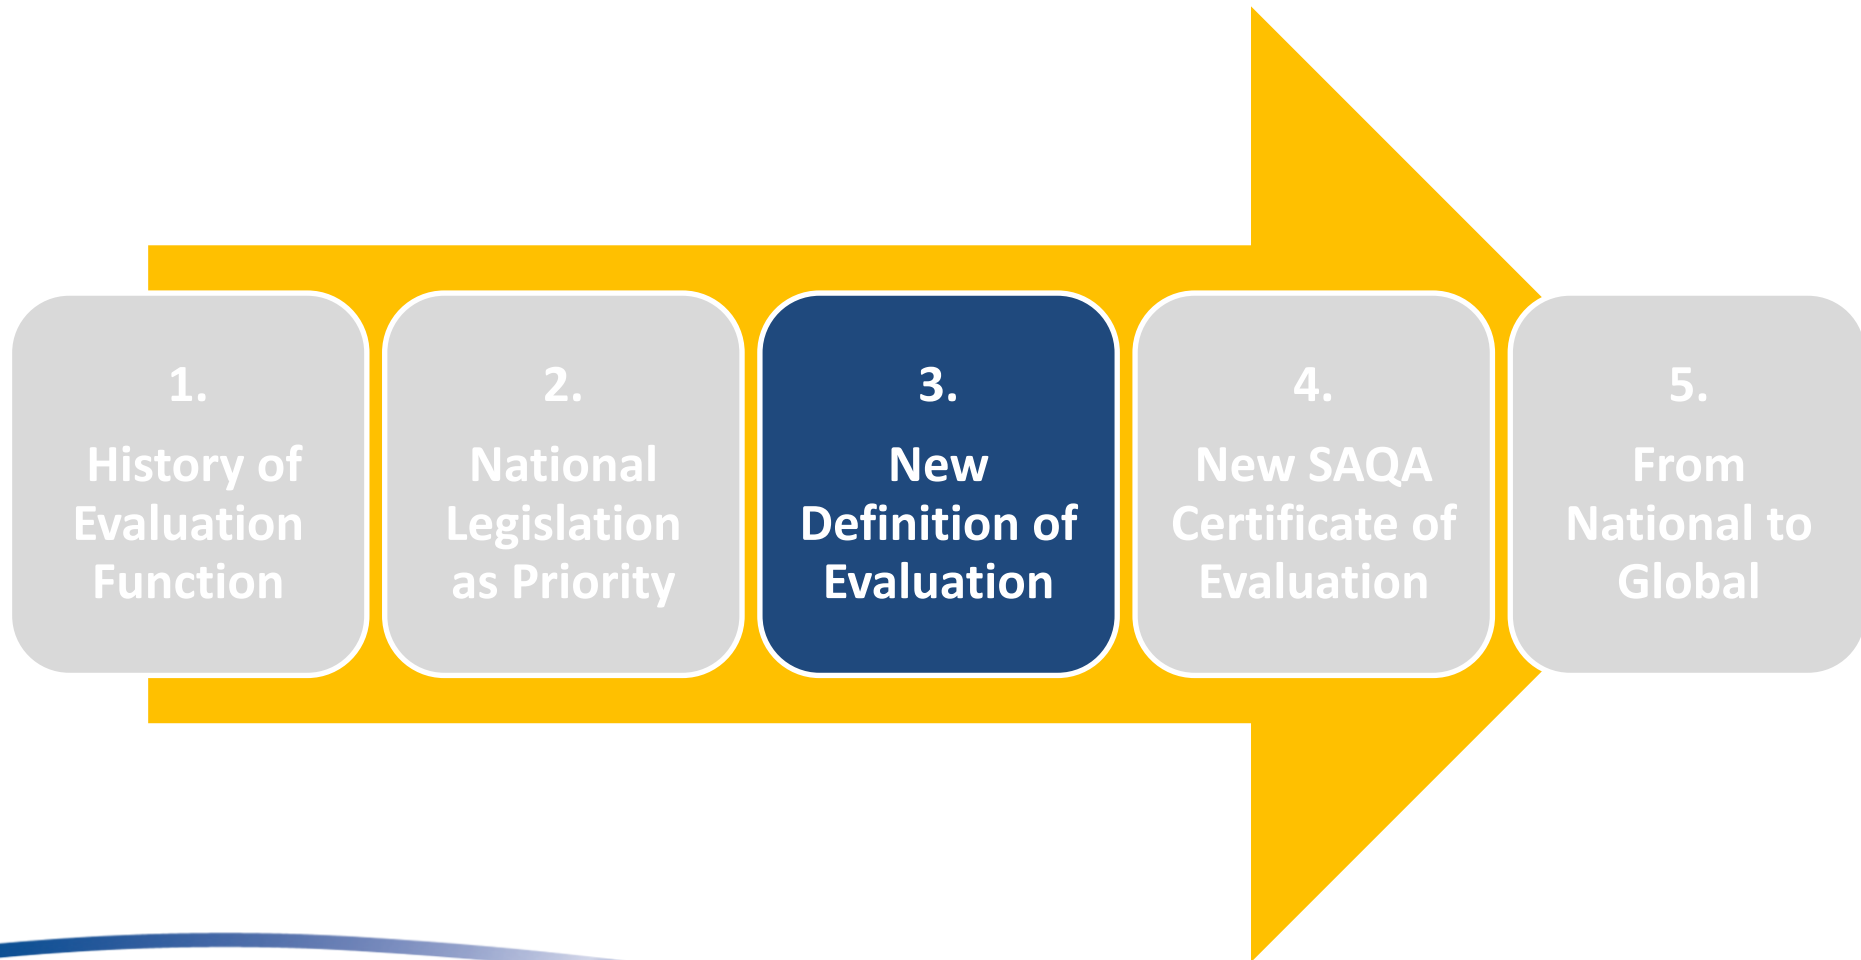 1.
History of
Evaluation
Function
2.
National
Legislation
as Priority
3.
New
Definition of
Evaluation
4.
New SAQA
Certificate of
Evaluation
5.
From
National to
Global